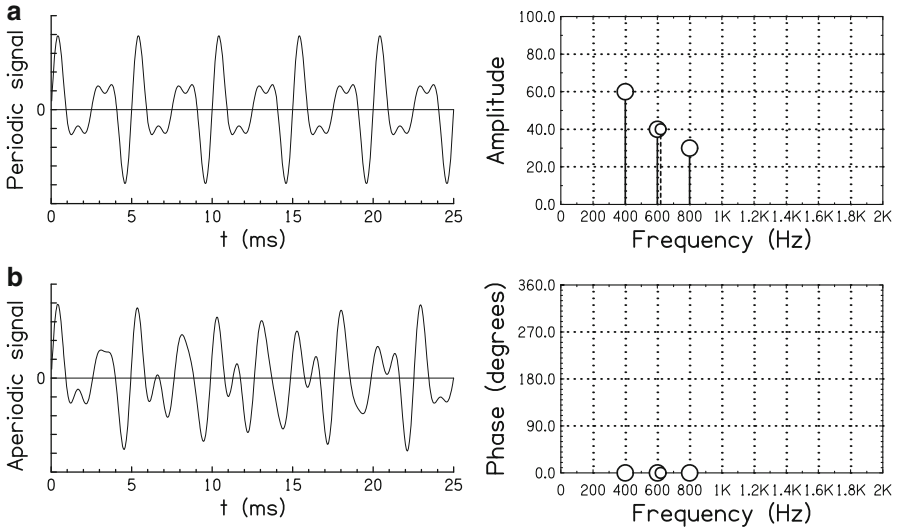 a
Periodic signal
0
0 5 10 15 20 25
t (ms)
Amplitude
100.0
80.0
60.0
40.0
20.0
0.0
0 200 400 600 800 1K 1.2K 1.4K 1.6K 1.8K 2K
Frequency (Hz)
b
Aperiodic signal
0
0 5 10 15 20 25
t (ms)
Phase (degrees)
360.0
270.0
180.0
90.0
0.0
0 200 400 600 800 1K 1.2K 1.4K 1.6K 1.8K 2K
Frequency (Hz)